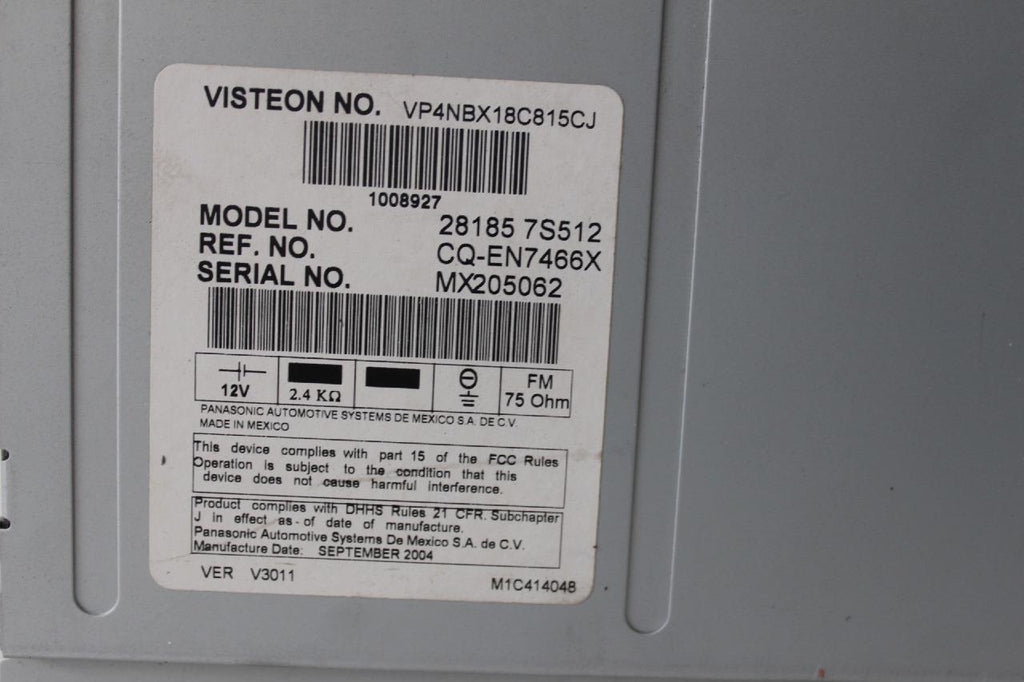 VISTEON NO. VP4NBX18C815CJ
1008927
MODEL NO. 28185 7S512
REF. NO. CQ-EN7466X
SERIAL NO. MX205062
12V
2.4 KΩ
FM
75 Ohm
PANASONIC AUTOMOTIVE SYSTEMS DE MEXICO S.A. DE C.V.
MADE IN MEXICO
This device complies with part 15 of the FCC Rules
Operation is subject to the condition that this
device does not cause harmful interference.
Product complies with DHHS Rules 21 CFR. Subchapter
J in effect as-of date of manufacture.
Panasonic Automotive Systems De Mexico S.A. de C.V.
Manufacture Date: SEPTEMBER 2004
VER V3011 M1C41404B